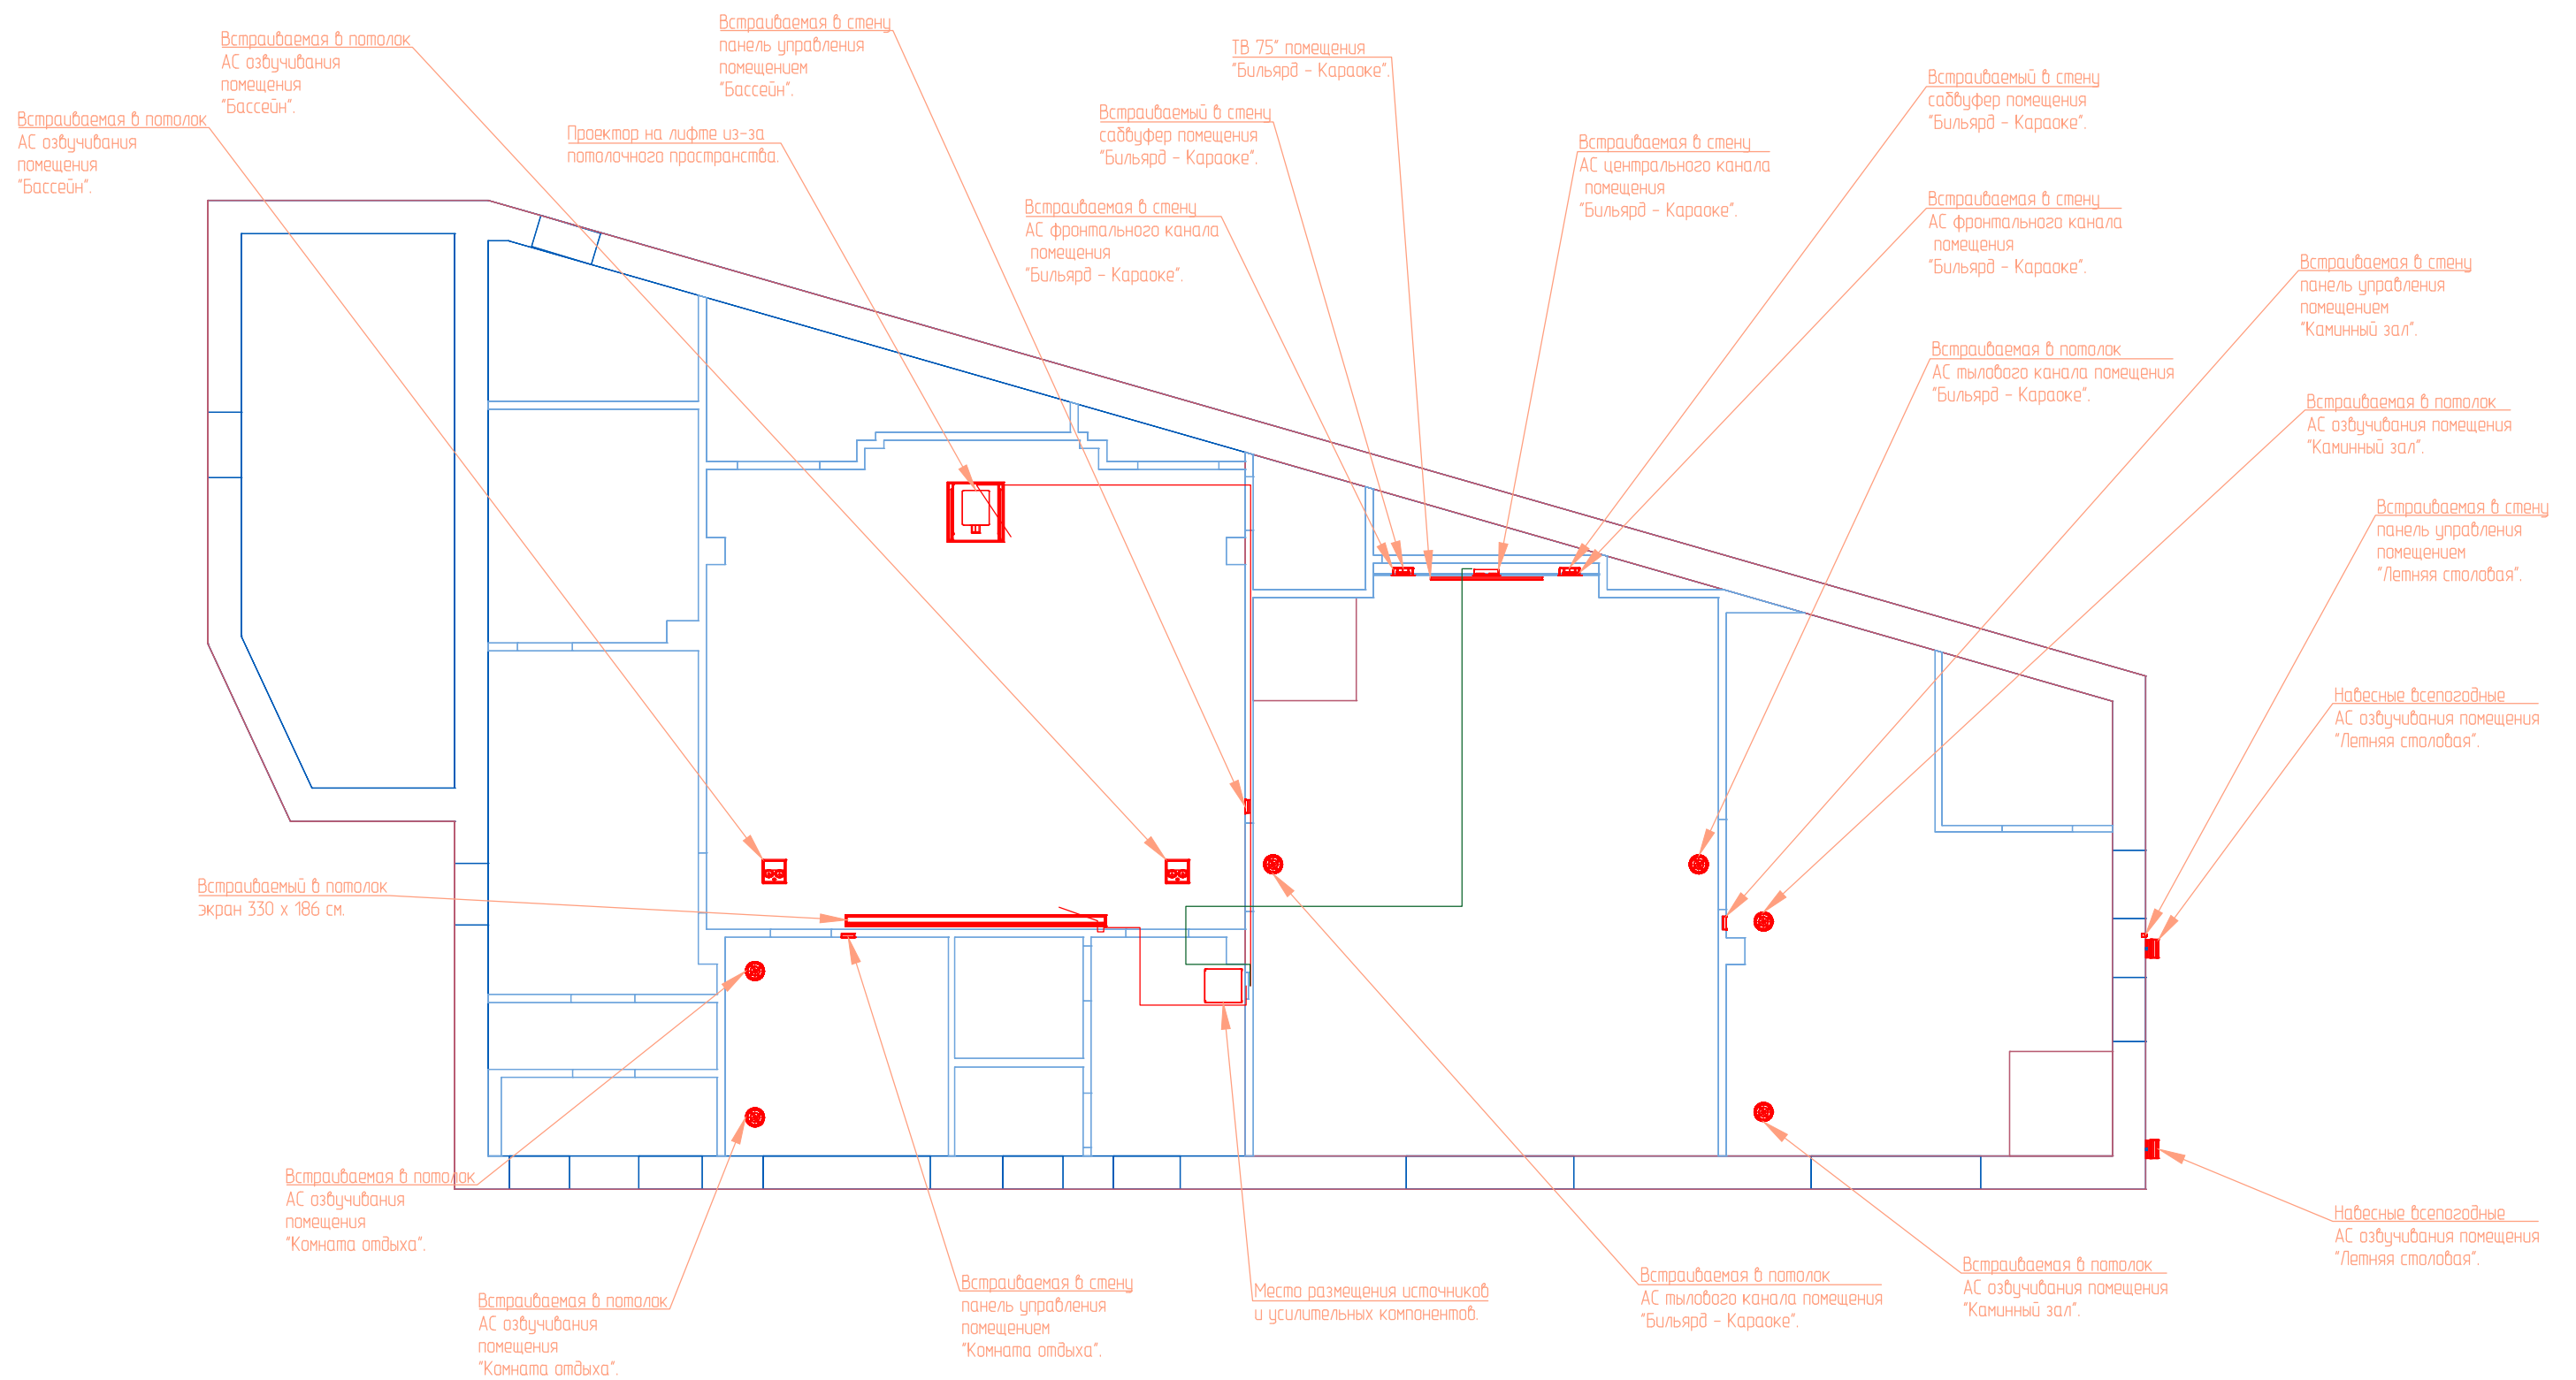 Встраиваемая в стену
панель управления
помещением
"Бассейн".
Встраиваемая в потолок
АС озвучивания
помещения
"Бассейн".
ТВ 75" помещения
"Бильярд - Караоке".
Встраиваемый в стену
сабвуфер помещения
"Бильярд - Караоке".
Встраиваемый в стену
сабвуфер помещения
"Бильярд - Караоке".
Встраиваемая в потолок
АС озвучивания
помещения
"Бассейн".
Проектор на лифте из-за
потолочного пространства.
Встраиваемая в стену
АС центрального канала
помещения
"Бильярд - Караоке".
Встраиваемая в стену
АС фронтального канала
помещения
"Бильярд - Караоке".
Встраиваемая в стену
АС фронтального канала
помещения
"Бильярд - Караоке".
Встраиваемая в стену
панель управления
помещением
"Каминный зал".
Встраиваемая в потолок
АС тылового канала помещения
"Бильярд - Караоке".
Встраиваемая в потолок
АС озвучивания помещения
"Каминный зал".
Встраиваемая в стену
панель управления
помещением
"Летняя столовая".
Навесные всепогодные
АС озвучивания помещения
"Летняя столовая".
Встраиваемый в потолок
экран 330 х 186 см.
Встраиваемая в потолок
АС озвучивания
помещения
"Комната отдыха".
Навесные всепогодные
АС озвучивания помещения
"Летняя столовая".
Встраиваемая в потолок
АС озвучивания помещения
"Каминный зал".
Встраиваемая в потолок
АС тылового канала помещения
"Бильярд - Караоке".
Встраиваемая в стену
панель управления
помещением
"Комната отдыха".
Место размещения источников
и усилительных компонентов.
Встраиваемая в потолок
АС озвучивания
помещения
"Комната отдыха".